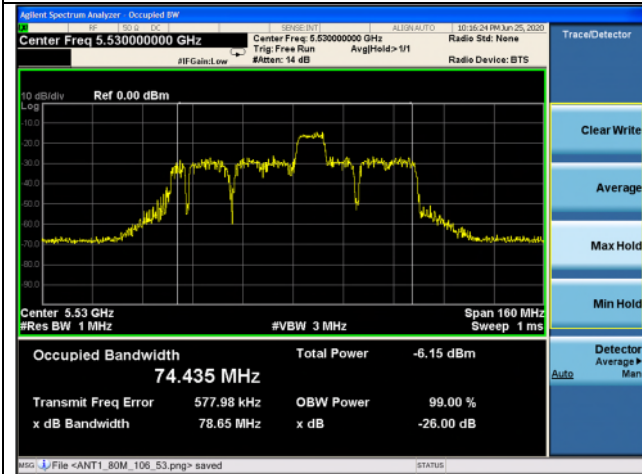 Agilent Spectrum Analyzer - Occupied BW
RF 50 Ω DC SENSE:INT ALIGNAUTO 10:16:24 PM Jun 25, 2020
Center Freq 5.530000000 GHz Center Freq: 5.530000000 GHz Radio Std: None Trace/Detector
Trig: Free Run Avg|Hold:>1/1
#IFGain:Low #Atten: 14 dB Radio Device: BTS
10 dB/div Ref 0.00 dBm
Log
-10.0
-20.0
-30.0
-40.0
-50.0
-60.0
-70.0
-80.0
-90.0
Clear Write
Average
Max Hold
Min Hold
Center 5.53 GHz Span 160 MHz
#Res BW 1 MHz #VBW 3 MHz Sweep 1 ms
Detector
Average▶
Auto Man
Occupied Bandwidth Total Power -6.15 dBm
74.435 MHz
Transmit Freq Error 577.98 kHz OBW Power 99.00 %
x dB Bandwidth 78.65 MHz x dB -26.00 dB
MSG File <ANT1_80M_106_53.png> saved STATUS